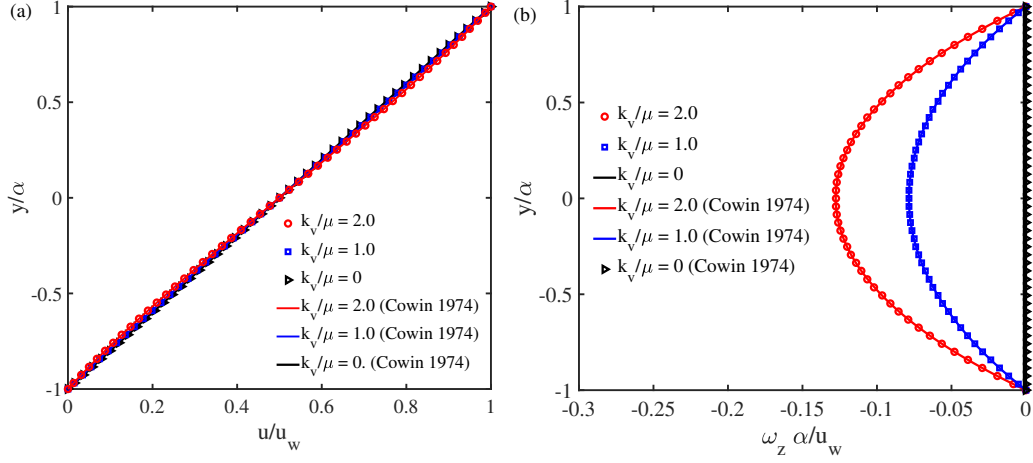 (a)
1
0.5
0
-0.5
-1
y/α
0
0.2
0.4
0.6
0.8
1
u/u_w
k_v/μ = 2.0
k_v/μ = 1.0
k_v/μ = 0
k_v/μ = 2.0 (Cowin 1974)
k_v/μ = 1.0 (Cowin 1974)
k_v/μ = 0. (Cowin 1974)
(b)
1
0.5
0
-0.5
-1
y/α
-0.3
-0.25
-0.2
-0.15
-0.1
-0.05
0
ω_z α/u_w
k_v/μ = 2.0
k_v/μ = 1.0
k_v/μ = 0
k_v/μ = 2.0 (Cowin 1974)
k_v/μ = 1.0 (Cowin 1974)
k_v/μ = 0 (Cowin 1974)